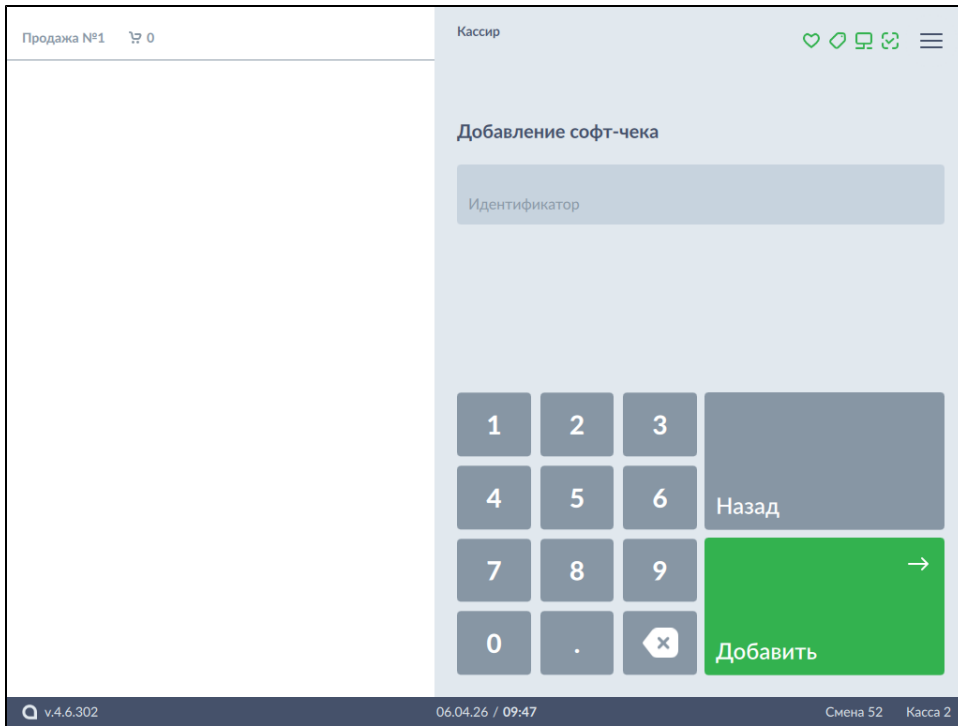 Продажа №1 0
Кассир
Добавление софт-чека
Идентификатор
1 2 3
4 5 6 Назад
7 8 9
0 . Добавить
v.4.6.302 06.04.26 / 09:47 Смена 52 Касса 2